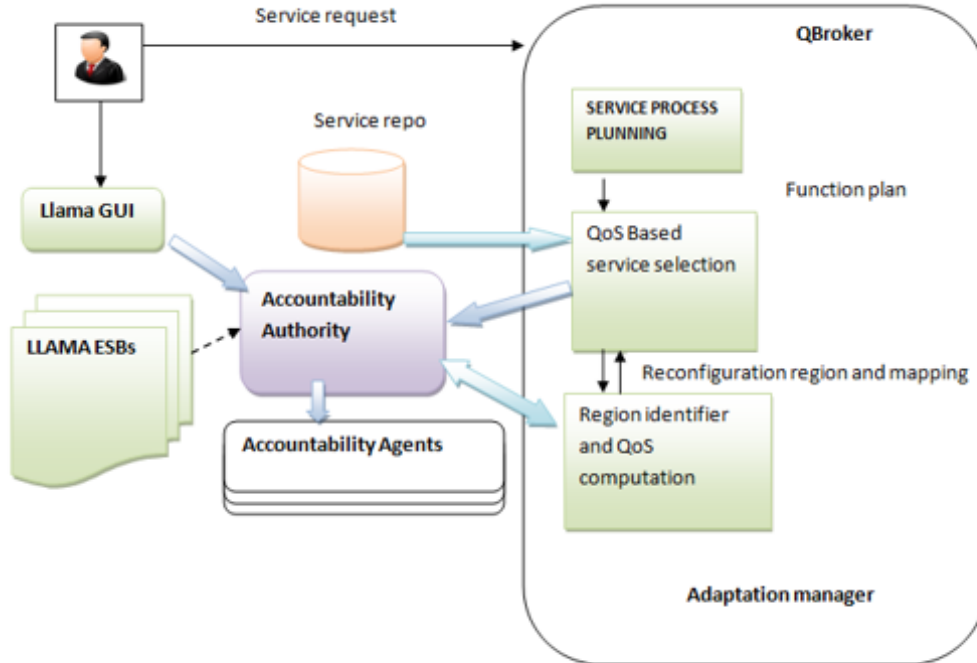 Service request
QBroker
SERVICE PROCESS
PLUNNING
Service repo
Function plan
Llama GUI
QoS Based
service selection
Accountability
Authority
LLAMA ESBs
Reconfiguration region and mapping
Region identifier
and QoS
computation
Accountability Agents
Adaptation manager